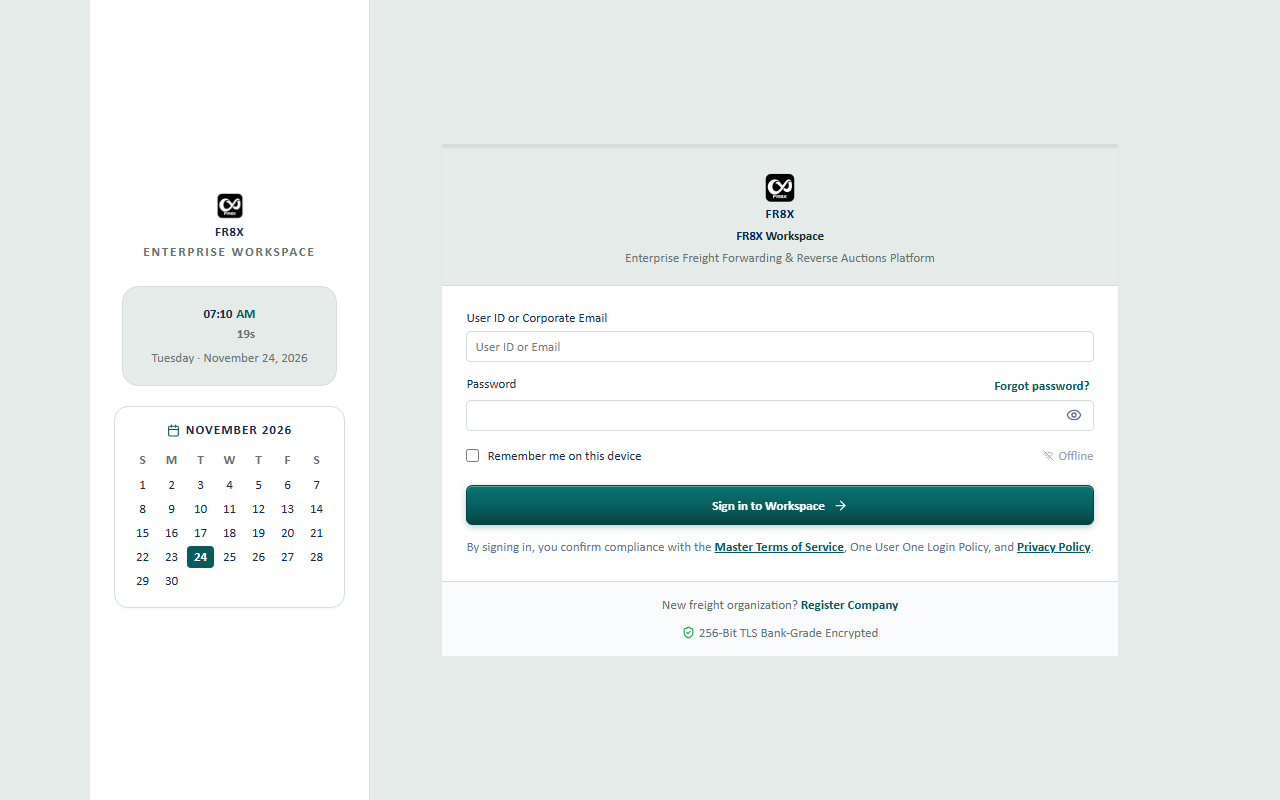 FR8X
FR8X
ENTERPRISE WORKSPACE
07:10 AM
19s
Tuesday · November 24, 2026
NOVEMBER 2026
S M T W T F S
1 2 3 4 5 6 7
8 9 10 11 12 13 14
15 16 17 18 19 20 21
22 23 24 25 26 27 28
29 30
FR8X
FR8X
FR8X Workspace
Enterprise Freight Forwarding & Reverse Auctions Platform
User ID or Corporate Email
User ID or Email
Password Forgot password?
Remember me on this device Offline
Sign in to Workspace
By signing in, you confirm compliance with the Master Terms of Service, One User One Login Policy, and Privacy Policy.
New freight organization? Register Company
256-Bit TLS Bank-Grade Encrypted